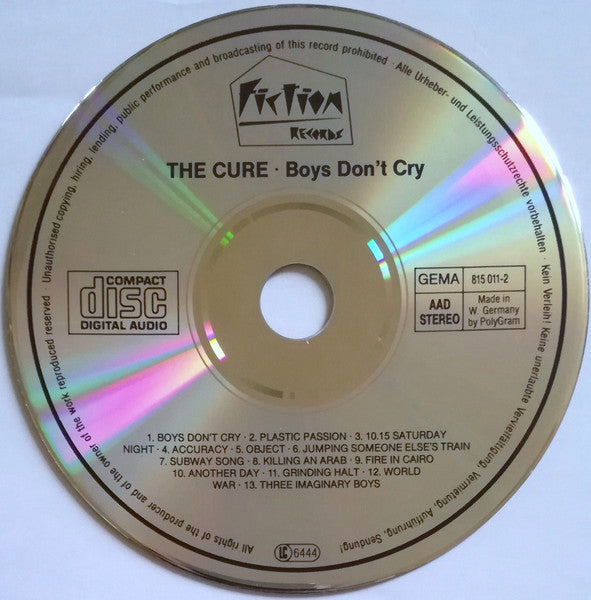 Fiction
RECORDS
THE CURE · Boys Don't Cry
COMPACT
disc
DIGITAL AUDIO
GEMA 815 011-2
AAD
STEREO
Made in
W. Germany
by PolyGram
1. BOYS DON'T CRY · 2. PLASTIC PASSION · 3. 10.15 SATURDAY
NIGHT · 4. ACCURACY · 5. OBJECT · 6. JUMPING SOMEONE ELSE'S TRAIN
7. SUBWAY SONG · 8. KILLING AN ARAB · 9. FIRE IN CAIRO
10. ANOTHER DAY · 11. GRINDING HALT · 12. WORLD
WAR · 13. THREE IMAGINARY BOYS
LC 6444
All rights of the producer and of the owner of the work reproduced reserved · Unauthorised copying, hiring, lending, public performance and broadcasting of this record prohibited · Alle Urheber- und Leistungsschutzrechte vorbehalten · Kein Verleih! Keine unerlaubte Vervielfältigung, Vermietung, Aufführung, Sendung!